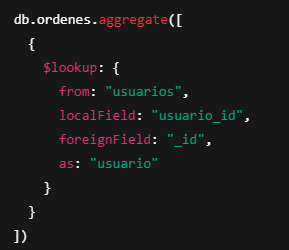 db.ordenes.aggregate([
  {
    $lookup: {
      from: "usuarios",
      localField: "usuario_id",
      foreignField: "_id",
      as: "usuario"
    }
  }
])